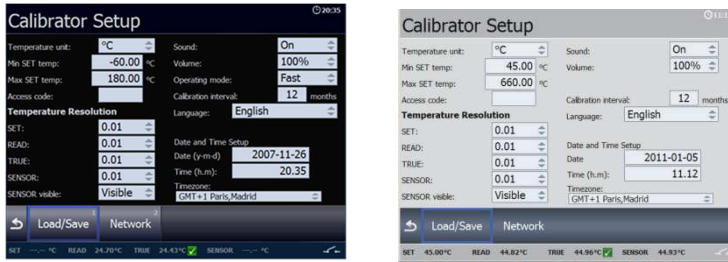 20:35
Calibrator Setup
Temperature unit: °C Sound: On
Min SET temp: -60.00 °C Volume: 100%
Max SET temp: 180.00 °C Operating mode: Fast
Access code: Calibration interval: 12 months
Temperature Resolution Language: English
SET: 0.01
READ: 0.01 Date and Time Setup
TRUE: 0.01 Date (y-m-d) 2007-11-26
SENSOR: 0.01 Time (h.m): 20.35
SENSOR visible: Visible Timezone:
GMT+1 Paris,Madrid
Load/Save 1 Network 2
SET ---.-- °C READ 24.70°C TRUE 24.43°C SENSOR ---.-- °C
Calibrator Setup
Temperature unit: °C Sound: On
Min SET temp: 45.00 °C Volume: 100%
Max SET temp: 660.00 °C
Access code: Calibration interval: 12 months
Temperature Resolution Language: English
SET: 0.01
READ: 0.01 Date and Time Setup
TRUE: 0.01 Date 2011-01-05
SENSOR: 0.01 Time (h.m): 11.12
SENSOR visible: Visible Timezone:
GMT+1 Paris,Madrid
Load/Save Network
SET 45.00°C READ 44.82°C TRUE 44.96°C SENSOR 44.93°C